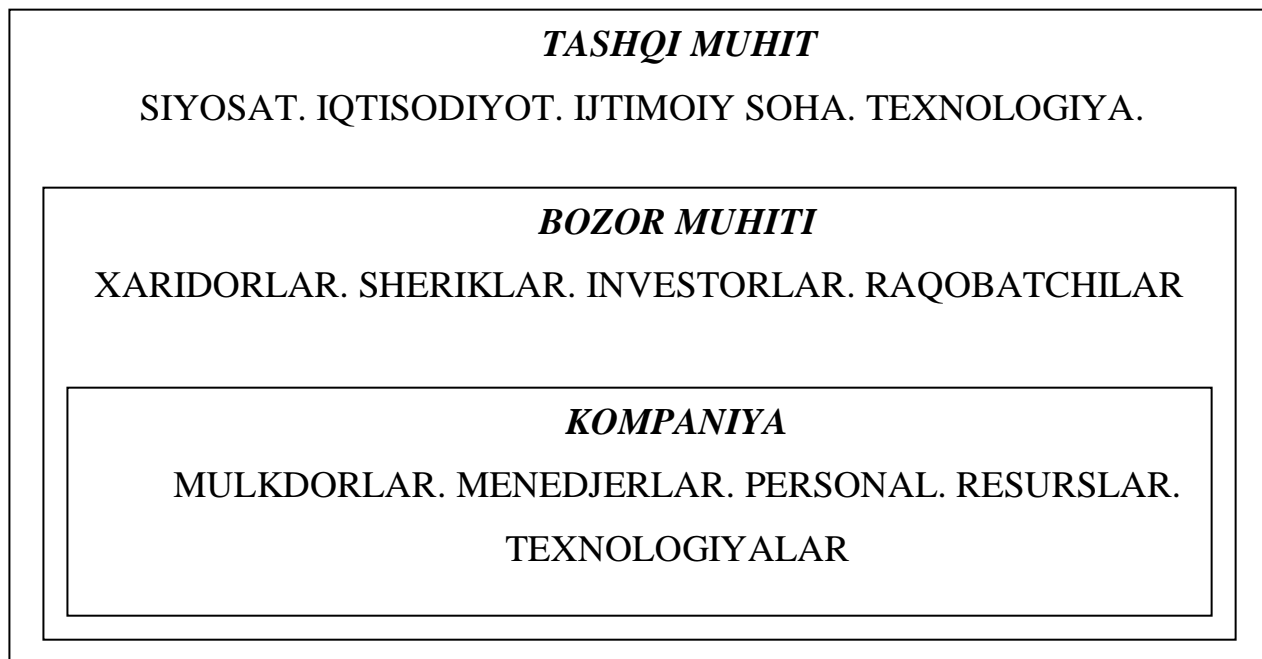 TASHQI MUHIT
SIYOSAT. IQTISODIYOT. IJTIMOIY SOHA. TEXNOLOGIYA.
BOZOR MUHITI
XARIDORLAR. SHERIKLAR. INVESTORLAR. RAQOBATCHILAR
KOMPANIYA
MULKDORLAR. MENEDJERLAR. PERSONAL. RESURSLAR.
TEXNOLOGIYALAR